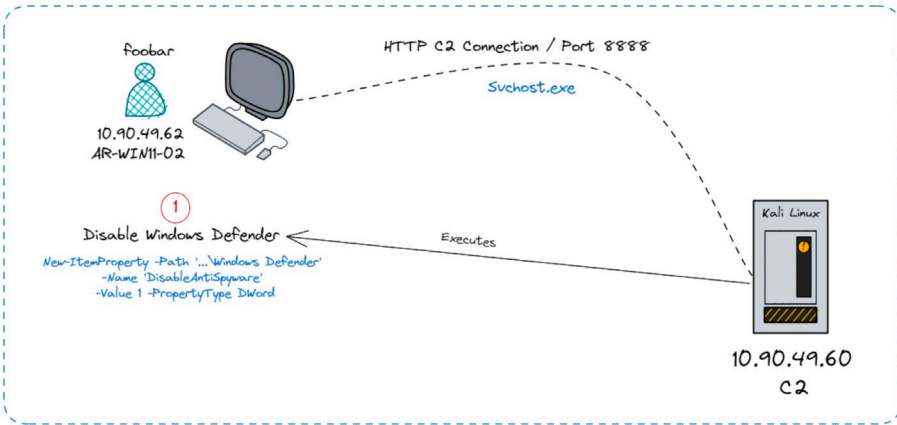 foobar
10.90.49.62
AR-WIN11-02
HTTP C2 Connection / Port 8888
Svchost.exe
1
Disable Windows Defender
New-ItemProperty -Path '...\Windows Defender'
-Name 'DisableAntiSpyware'
-Value 1 -PropertyType DWord
Executes
Kali Linux
10.90.49.60
C2